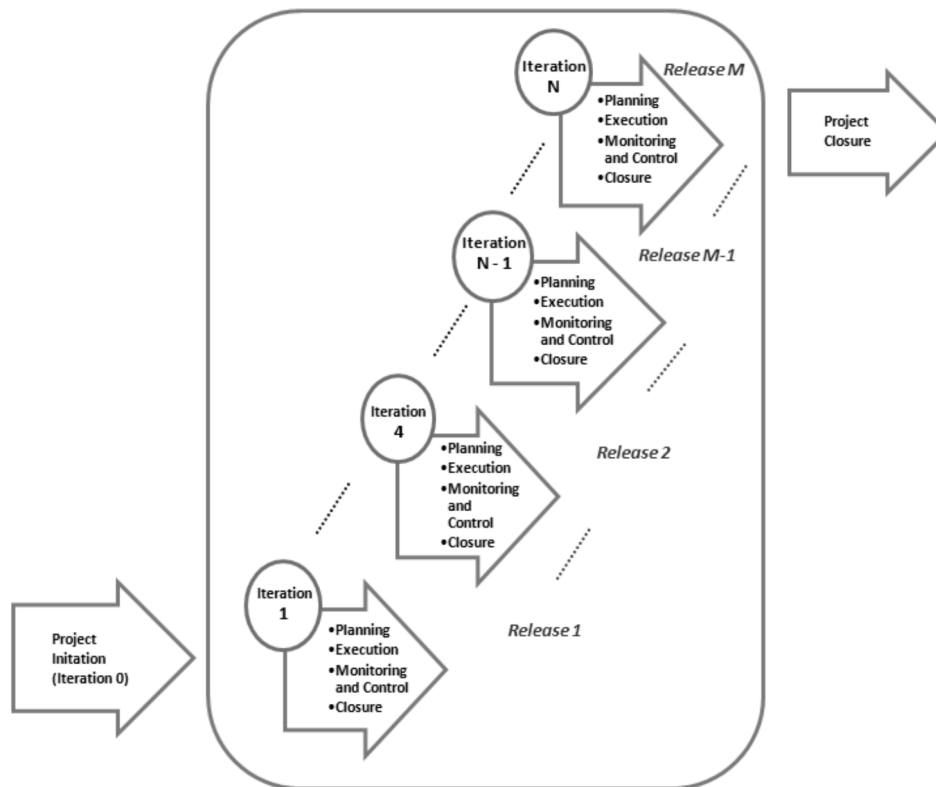 Iteration
N
Release M
•Planning
•Execution
•Monitoring
and Control
•Closure
Project
Closure
Iteration
N - 1
Release M-1
•Planning
•Execution
•Monitoring
and Control
•Closure
Iteration
4
Release 2
•Planning
•Execution
•Monitoring
and
Control
•Closure
Iteration
1
Release 1
•Planning
•Execution
•Monitoring
and Control
•Closure
Project
Initation
(Iteration 0)